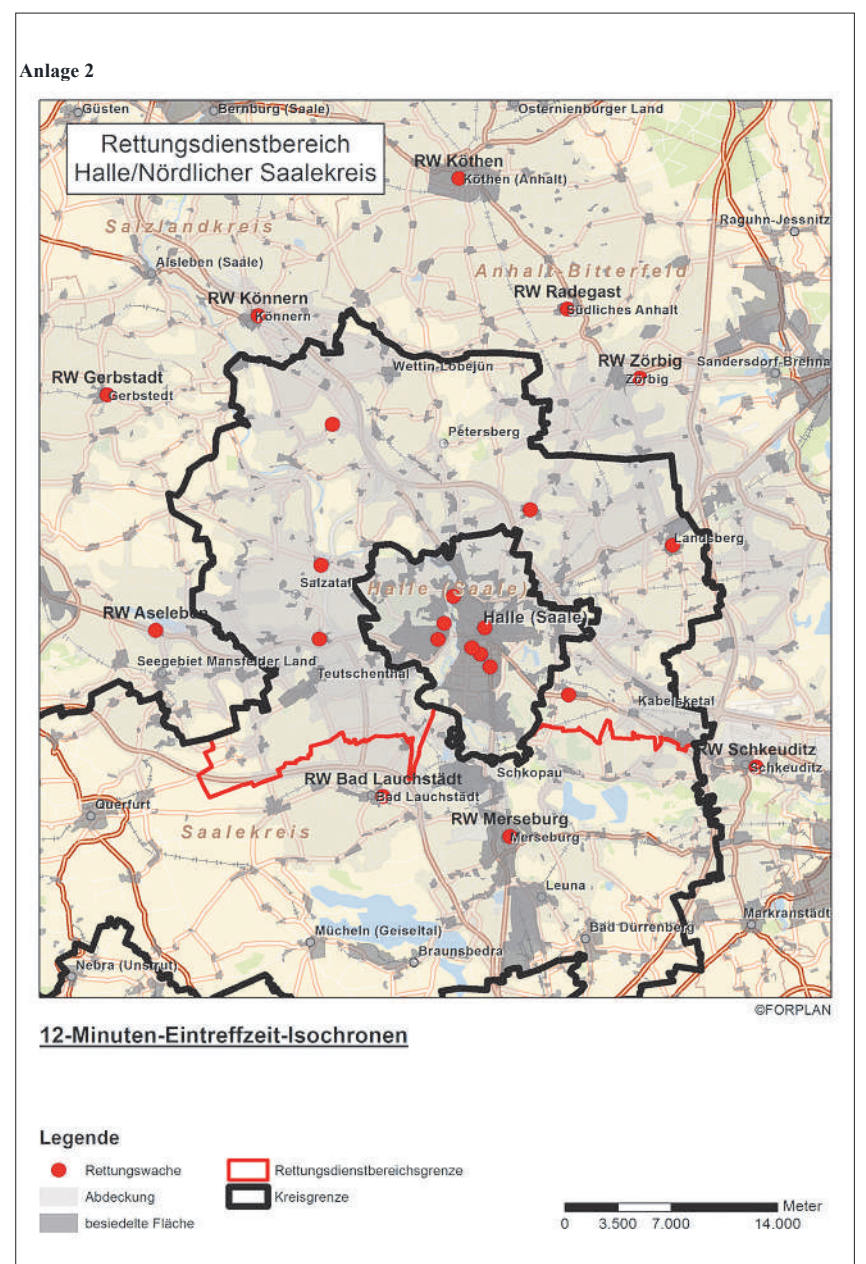 Anlage 2
Güsten
Bernburg (Saale)
Osternienburger Land
Rettungsdienstbereich
Halle/Nördlicher Saalekreis
RW Köthen
Köthen (Anhalt)
Raguhn-Jessnitz
Salzlandkreis
Alsleben (Saale)
Anhalt-Bitterfeld
RW Könnern
Könnern
RW Radegast
Südliches Anhalt
RW Zörbig
Zörbig
Sandersdorf-Brehna
Wettin-Löbejün
RW Gerbstadt
Gerbstedt
Petersberg
Landsberg
Salzatal
Halle (Saale)
RW Aseleben
Halle (Saale)
Seegebiet Mansfelder Land
Teutschenthal
Kabelsketal
RW Schkeuditz
Schkeuditz
Schkopau
RW Bad Lauchstädt
Bad Lauchstädt
Querfurt
Saalekreis
RW Merseburg
Merseburg
Leuna
Markranstädt
Mücheln (Geiseltal)
Bad Dürrenberg
Braunsbedra
Nebra (Unstrut)
©FORPLAN
12-Minuten-Eintreffzeit-Isochronen
Legende
Rettungswache
Rettungsdienstbereichsgrenze
Abdeckung
Kreisgrenze
besiedelte Fläche
Meter
0 3.500 7.000 14.000